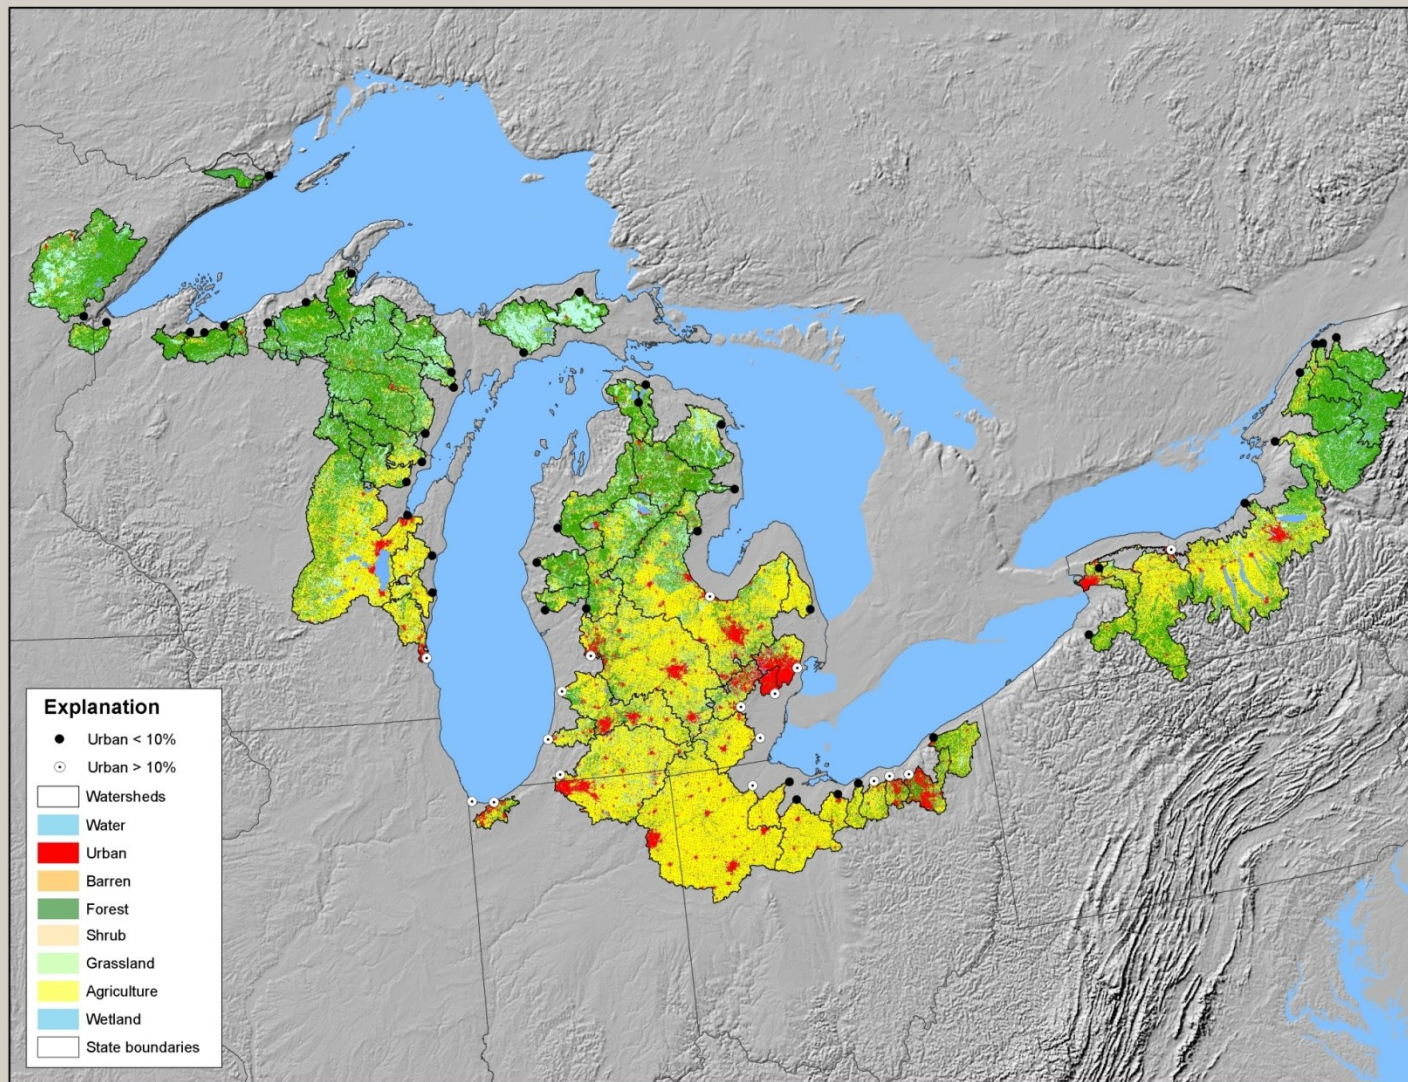 Explanation
Urban < 10%
Urban > 10%
Watersheds
Water
Urban
Barren
Forest
Shrub
Grassland
Agriculture
Wetland
State boundaries